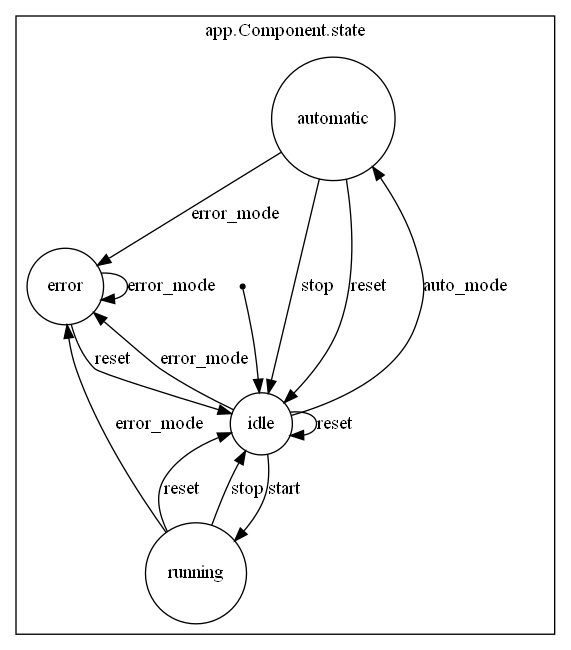 app.Component.state
automatic
error_mode
error
error_mode
stop
reset
auto_mode
reset
error_mode
error_mode
idle
reset
reset
stop
start
running